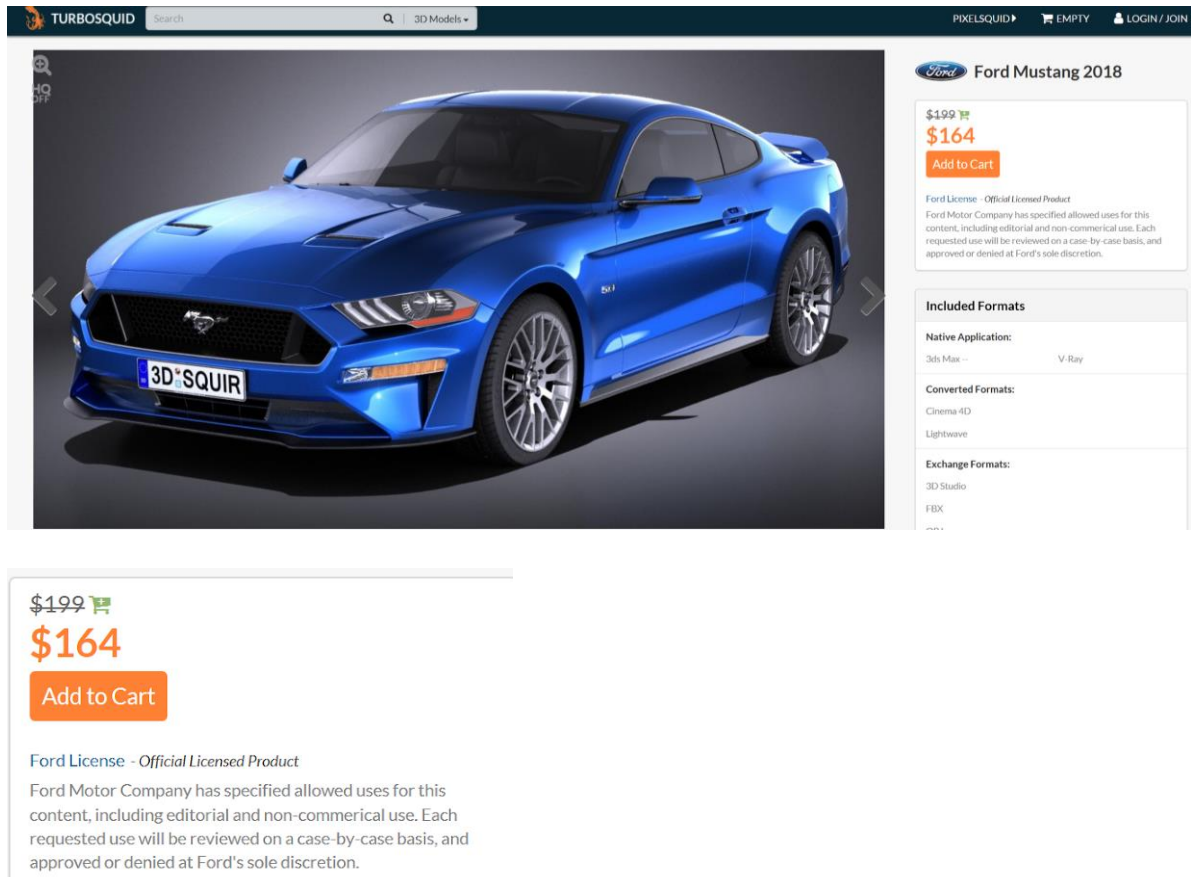 TURBOSQUID
Search
3D Models
PIXELSQUID
EMPTY
LOGIN / JOIN
HQ
OFF
3D SQUIR
5.0
Ford
Ford Mustang 2018
$199
$164
Add to Cart
Ford License - Official Licensed Product
Ford Motor Company has specified allowed uses for this
content, including editorial and non-commerical use. Each
requested use will be reviewed on a case-by-case basis, and
approved or denied at Ford's sole discretion.
Included Formats
Native Application:
3ds Max --
V-Ray
Converted Formats:
Cinema 4D
Lightwave
Exchange Formats:
3D Studio
FBX
$199
$164
Add to Cart
Ford License - Official Licensed Product
Ford Motor Company has specified allowed uses for this
content, including editorial and non-commerical use. Each
requested use will be reviewed on a case-by-case basis, and
approved or denied at Ford's sole discretion.